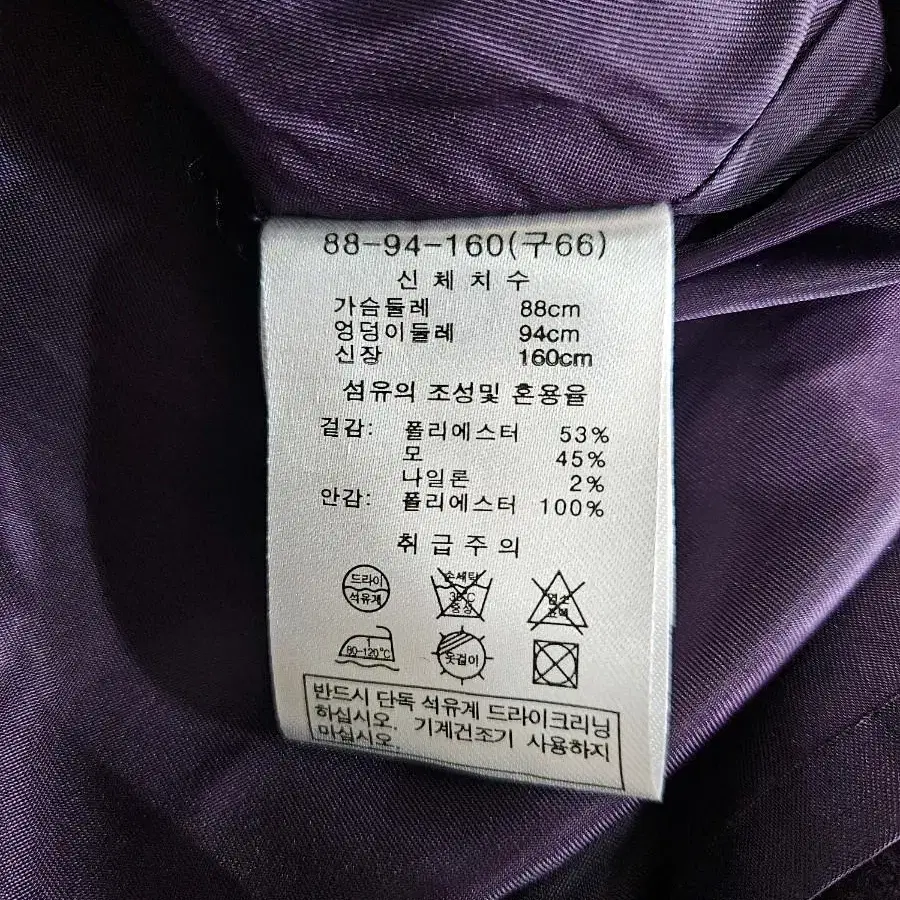 88-94-160(구66)
신체치수
가슴둘레 88cm
엉덩이둘레 94cm
신장 160cm
섬유의 조성및 혼용율
겉감: 폴리에스터 53%
모 45%
나일론 2%
안감: 폴리에스터 100%
취급주의
드라이
석유계
손세탁
35℃
중성
염소
표백
80-120℃
옷걸이
반드시 단독 석유계 드라이크리닝
하십시오. 기계건조기 사용하지
마십시오.